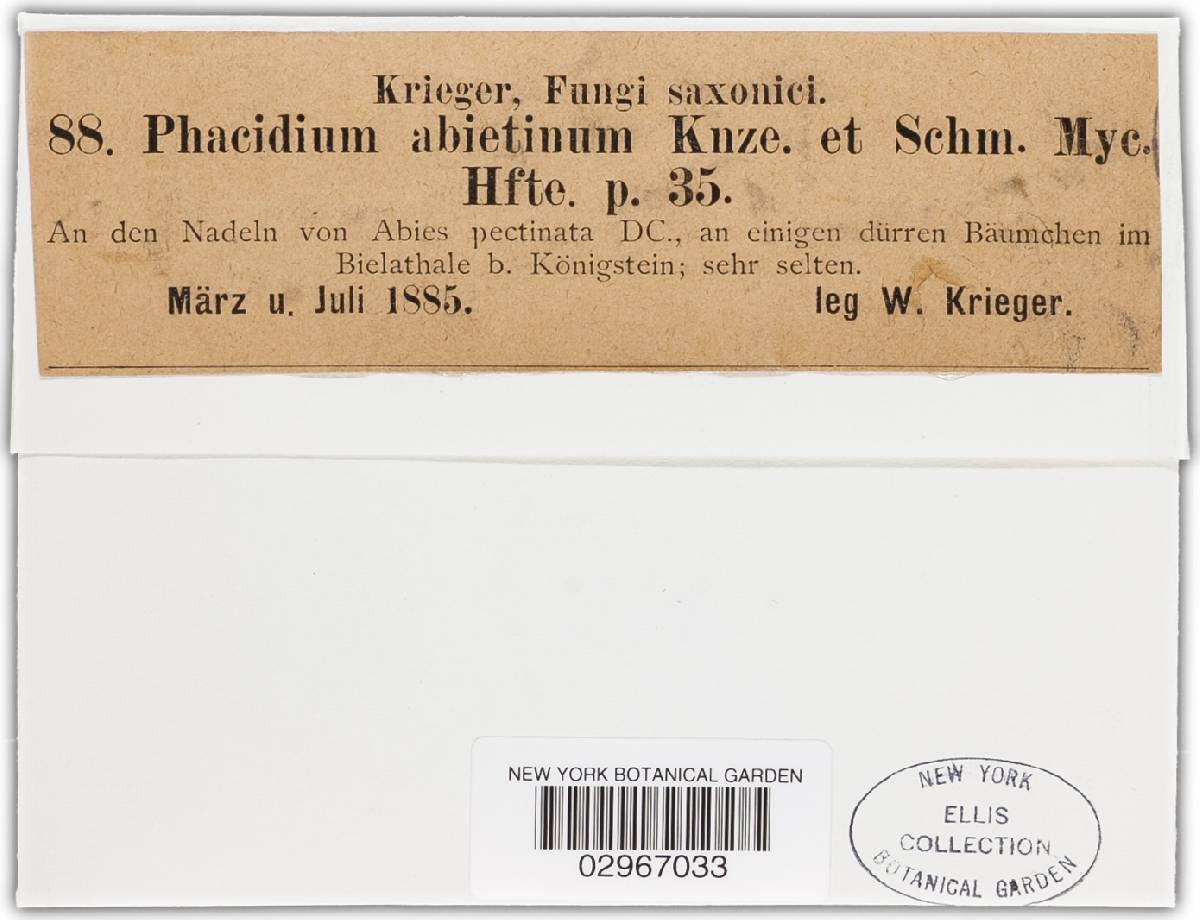 Krieger, Fungi saxonici.
88. Phacidium abietinum Knze. et Schm. Myc.
Hfte. p. 35.
An den Nadeln von Abies pectinata DC., an einigen dürren Bäumchen im
Bielathale b. Königstein; sehr selten.
März u. Juli 1885. leg W. Krieger.
NEW YORK BOTANICAL GARDEN
02967033
NEW YORK
ELLIS
COLLECTION
BOTANICAL GARDEN